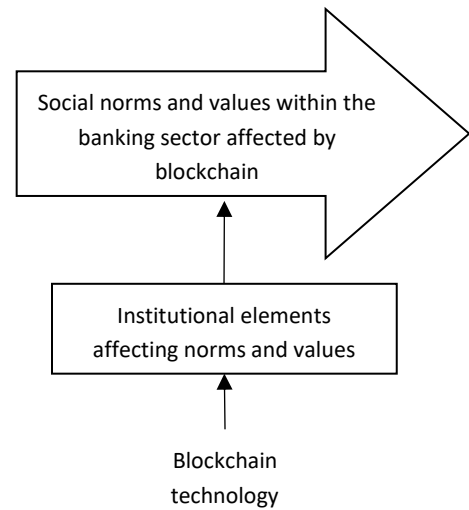 Social norms and values within the
banking sector affected by
blockchain
Institutional elements
affecting norms and values
Blockchain
technology